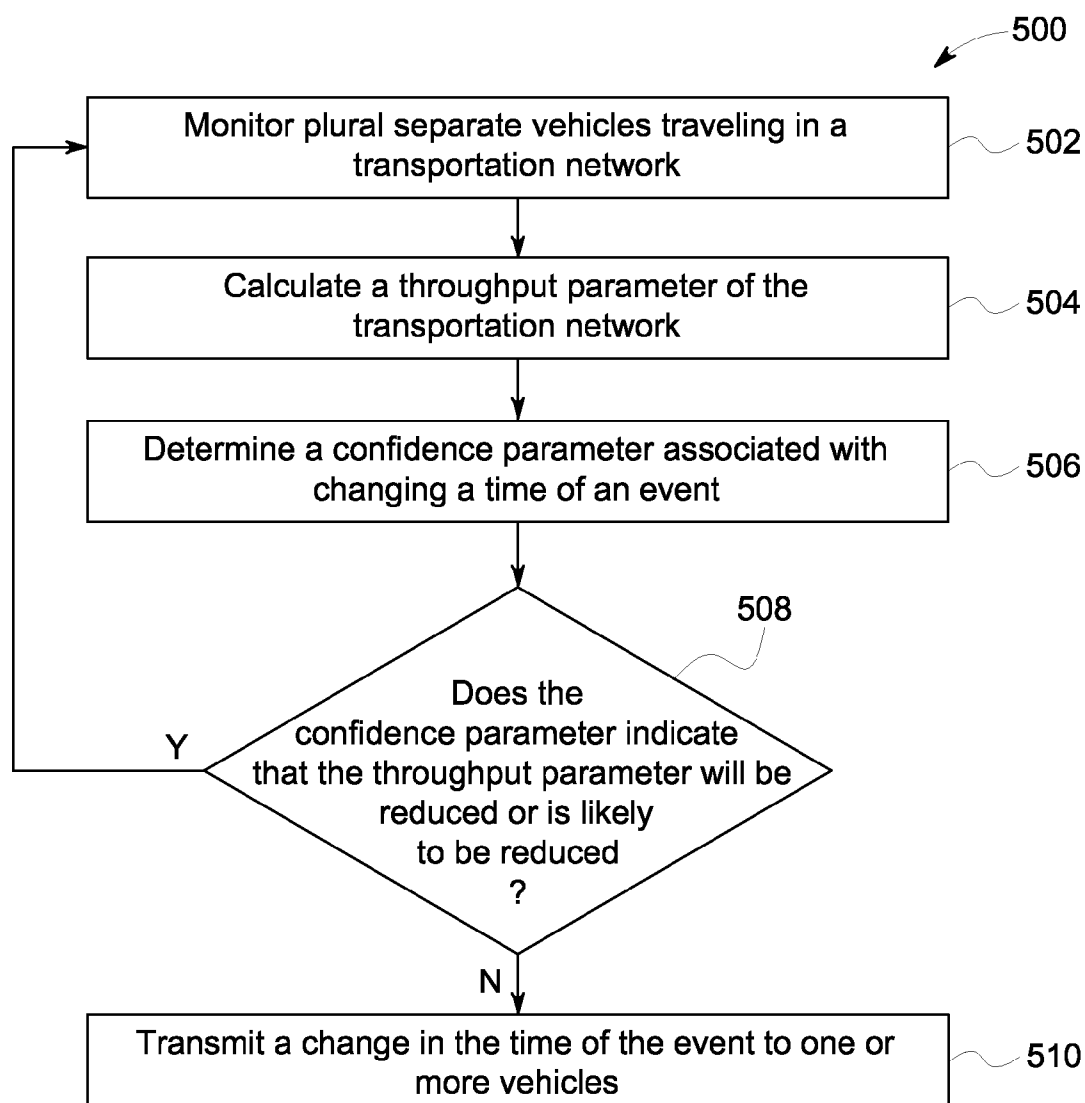 500
Monitor plural separate vehicles traveling in a
transportation network
502
Calculate a throughput parameter of the
transportation network
504
Determine a confidence parameter associated with
changing a time of an event
506
508
Does the
confidence parameter indicate
that the throughput parameter will be
reduced or is likely
to be reduced
?
Y
N
Transmit a change in the time of the event to one or
more vehicles
510